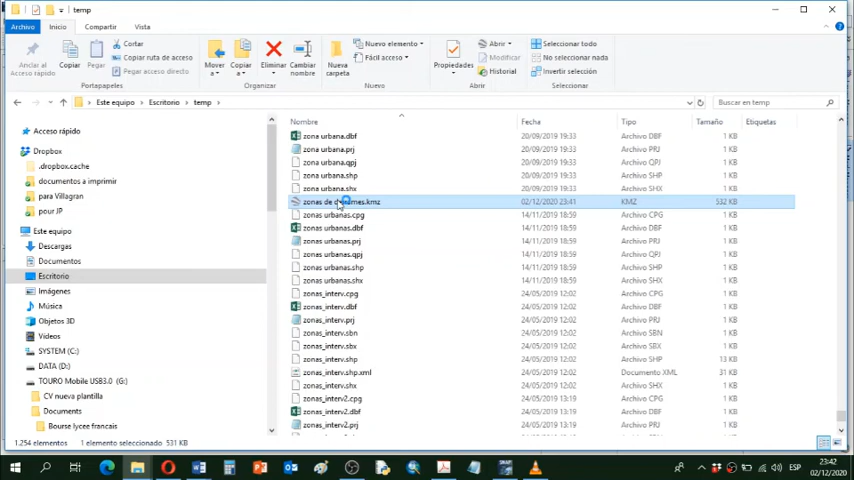 temp
Archivo Inicio Compartir Vista
Anclar al Acceso rápido
Copiar
Pegar
Cortar
Copiar ruta de acceso
Pegar acceso directo
Portapapeles
Mover a
Copiar a
Eliminar
Cambiar nombre
Organizar
Nueva carpeta
Nuevo elemento
Fácil acceso
Nuevo
Propiedades
Abrir
Modificar
Historial
Abrir
Seleccionar todo
No seleccionar nada
Invertir selección
Seleccionar
Este equipo > Escritorio > temp >
Buscar en temp
Acceso rápido
Dropbox
.dropbox.cache
documentos a imprimir
para Villagran
pour JP
Este equipo
Descargas
Documentos
Escritorio
Imágenes
Música
Objetos 3D
Vídeos
SYSTEM (C:)
DATA (D:)
TOURO Mobile USB3.0 (G:)
CV nueva plantilla
Documents
Bourse lycee francais
Nombre Fecha Tipo Tamaño Etiquetas
zona urbana.dbf 20/09/2019 19:33 Archivo DBF 1 KB
zona urbana.prj 20/09/2019 19:33 Archivo PRJ 1 KB
zona urbana.qpj 20/09/2019 19:33 Archivo QPJ 1 KB
zona urbana.shp 20/09/2019 19:33 Archivo SHP 1 KB
zona urbana.shx 20/09/2019 19:33 Archivo SHX 1 KB
zonas de mes.kmz 02/12/2020 23:41 KMZ 532 KB
zonas urbanas.cpg 14/11/2019 18:59 Archivo CPG 1 KB
zonas urbanas.dbf 14/11/2019 18:59 Archivo DBF 1 KB
zonas urbanas.prj 14/11/2019 18:59 Archivo PRJ 1 KB
zonas urbanas.qpj 14/11/2019 18:59 Archivo QPJ 1 KB
zonas urbanas.shp 14/11/2019 18:59 Archivo SHP 1 KB
zonas urbanas.shx 14/11/2019 18:59 Archivo SHX 1 KB
zonas_interv.cpg 24/05/2019 12:02 Archivo CPG 1 KB
zonas_interv.dbf 24/05/2019 12:02 Archivo DBF 1 KB
zonas_interv.prj 24/05/2019 12:02 Archivo PRJ 1 KB
zonas_interv.sbn 24/05/2019 12:02 Archivo SBN 1 KB
zonas_interv.sbx 24/05/2019 12:02 Archivo SBX 1 KB
zonas_interv.shp 24/05/2019 12:02 Archivo SHP 13 KB
zonas_interv.shp.xml 24/05/2019 12:02 Documento XML 31 KB
zonas_interv.shx 24/05/2019 12:02 Archivo SHX 1 KB
zonas_interv2.cpg 24/05/2019 13:19 Archivo CPG 1 KB
zonas_interv2.dbf 24/05/2019 13:19 Archivo DBF 1 KB
zonas_interv2.prj 24/05/2019 13:19 Archivo PRJ 1 KB
1.254 elementos 1 elemento seleccionado 531 KB
ESP
23:42
02/12/2020